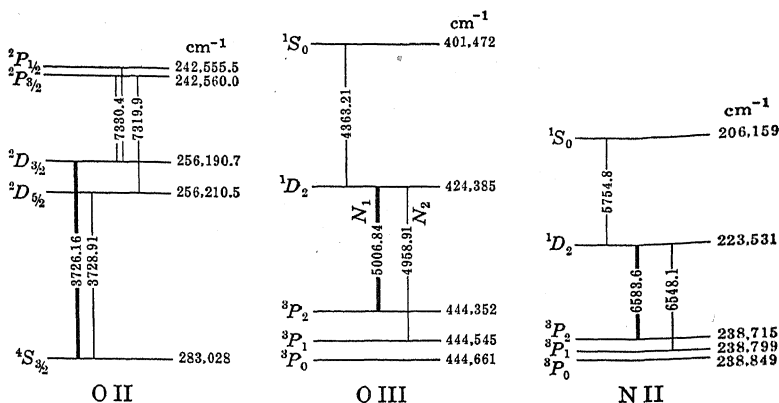 cm⁻¹
²P₁/₂ 242,555.5
²P₃/₂ 242,560.0
7330.4
7319.9
²D₃/₂ 256,190.7
²D₅/₂ 256,210.5
3726.16
3728.91
⁴S₃/₂ 283,028
O II
cm⁻¹
¹S₀ 401,472
4363.21
¹D₂ 424,385
N₁
N₂
5006.84
4958.91
³P₂ 444,352
³P₁ 444,545
³P₀ 444,661
O III
cm⁻¹
¹S₀ 206,159
5754.8
¹D₂ 223,531
6583.6
6548.1
³P₂ 238,715
³P₁ 238,799
³P₀ 238,849
N II